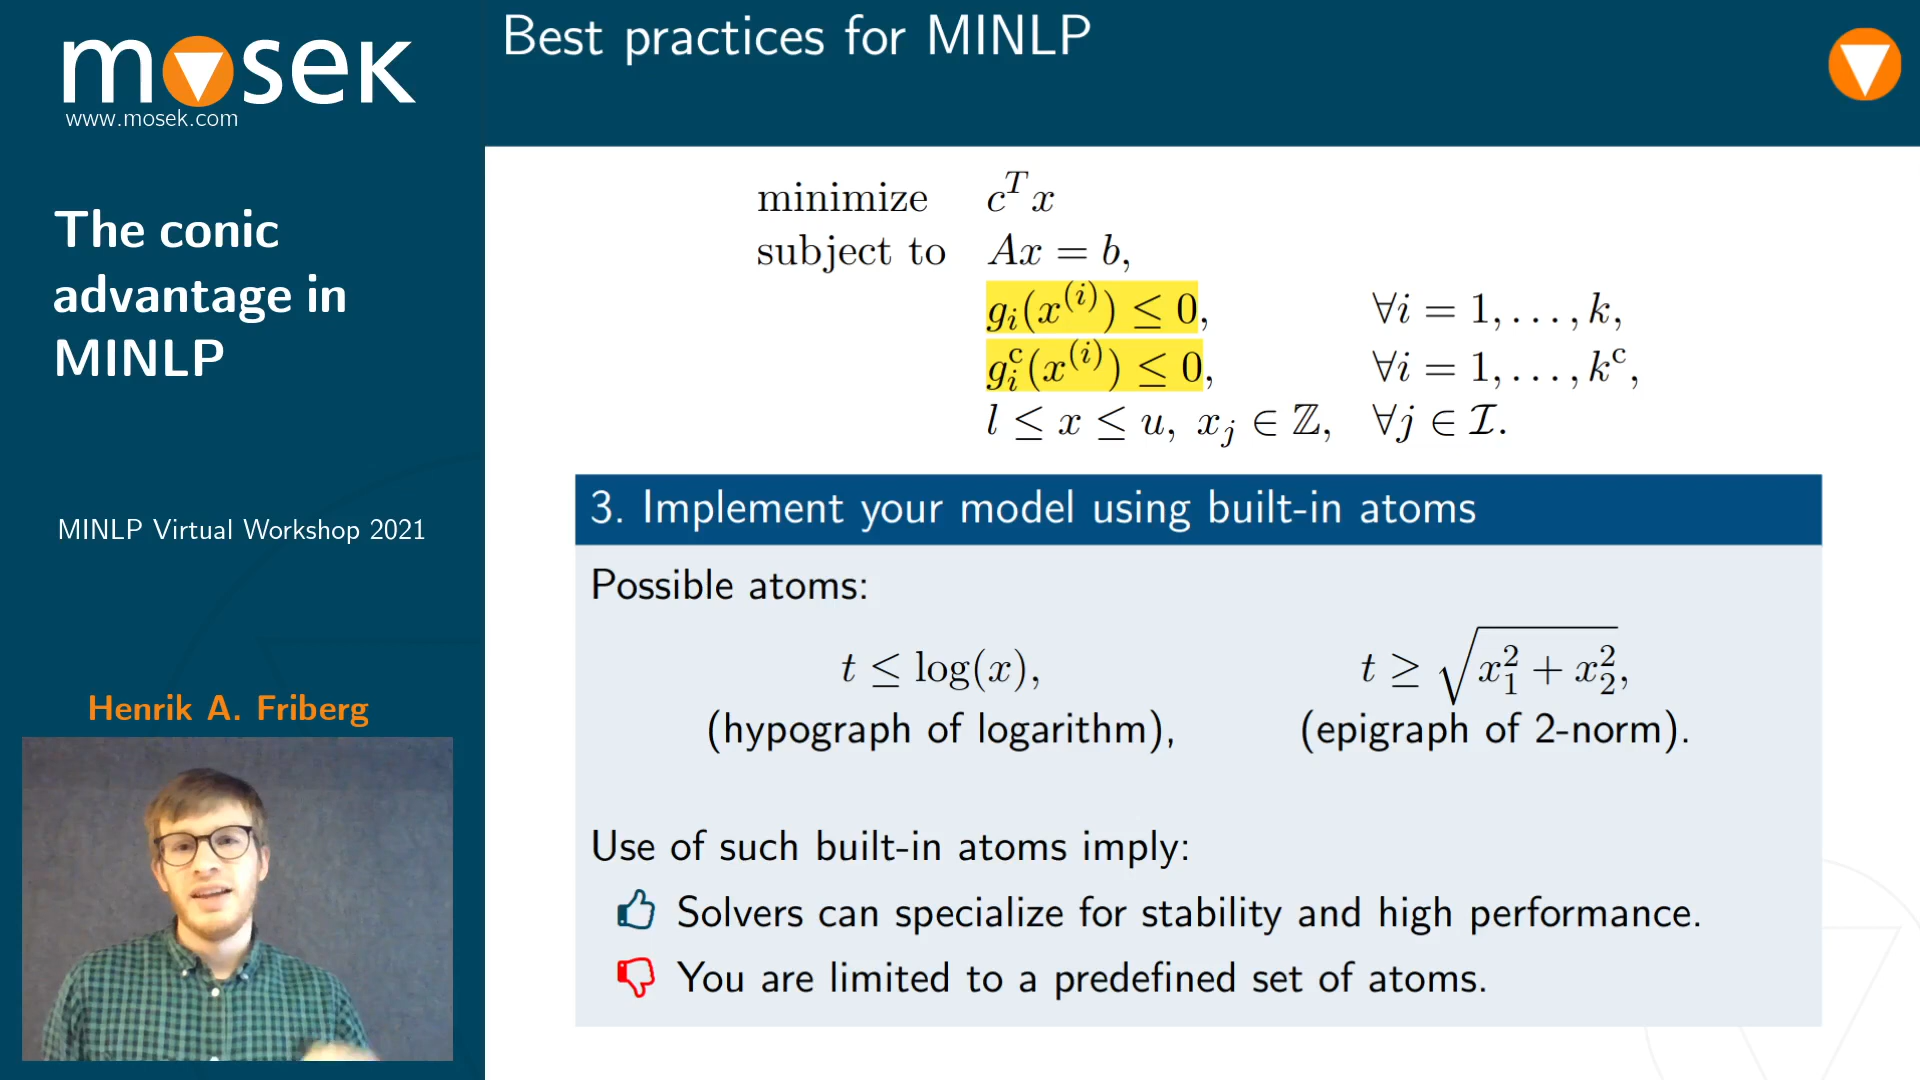 mosek
www.mosek.com
The conic
advantage in
MINLP
MINLP Virtual Workshop 2021
Henrik A. Friberg
Best practices for MINLP
minimize c^T x
subject to Ax = b,
g_i(x^(i)) ≤ 0, ∀i = 1, . . . , k,
g_i^c(x^(i)) ≤ 0, ∀i = 1, . . . , k^c,
l ≤ x ≤ u, x_j ∈ ℤ, ∀j ∈ ℐ.
3. Implement your model using built-in atoms
Possible atoms:
t ≤ log(x), t ≥ √(x_1^2 + x_2^2),
(hypograph of logarithm), (epigraph of 2-norm).
Use of such built-in atoms imply:
Solvers can specialize for stability and high performance.
You are limited to a predefined set of atoms.